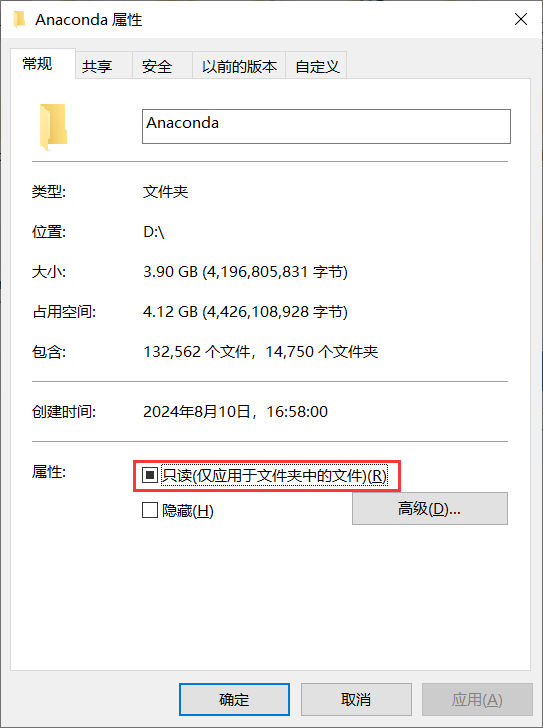 Anaconda 属性
常规 共享 安全 以前的版本 自定义
Anaconda
类型: 文件夹
位置: D:\
大小: 3.90 GB (4,196,805,831 字节)
占用空间: 4.12 GB (4,426,108,928 字节)
包含: 132,562 个文件，14,750 个文件夹
创建时间: 2024年8月10日，16:58:00
属性: 只读(仅应用于文件夹中的文件)(R)
隐藏(H) 高级(D)...
确定 取消 应用(A)